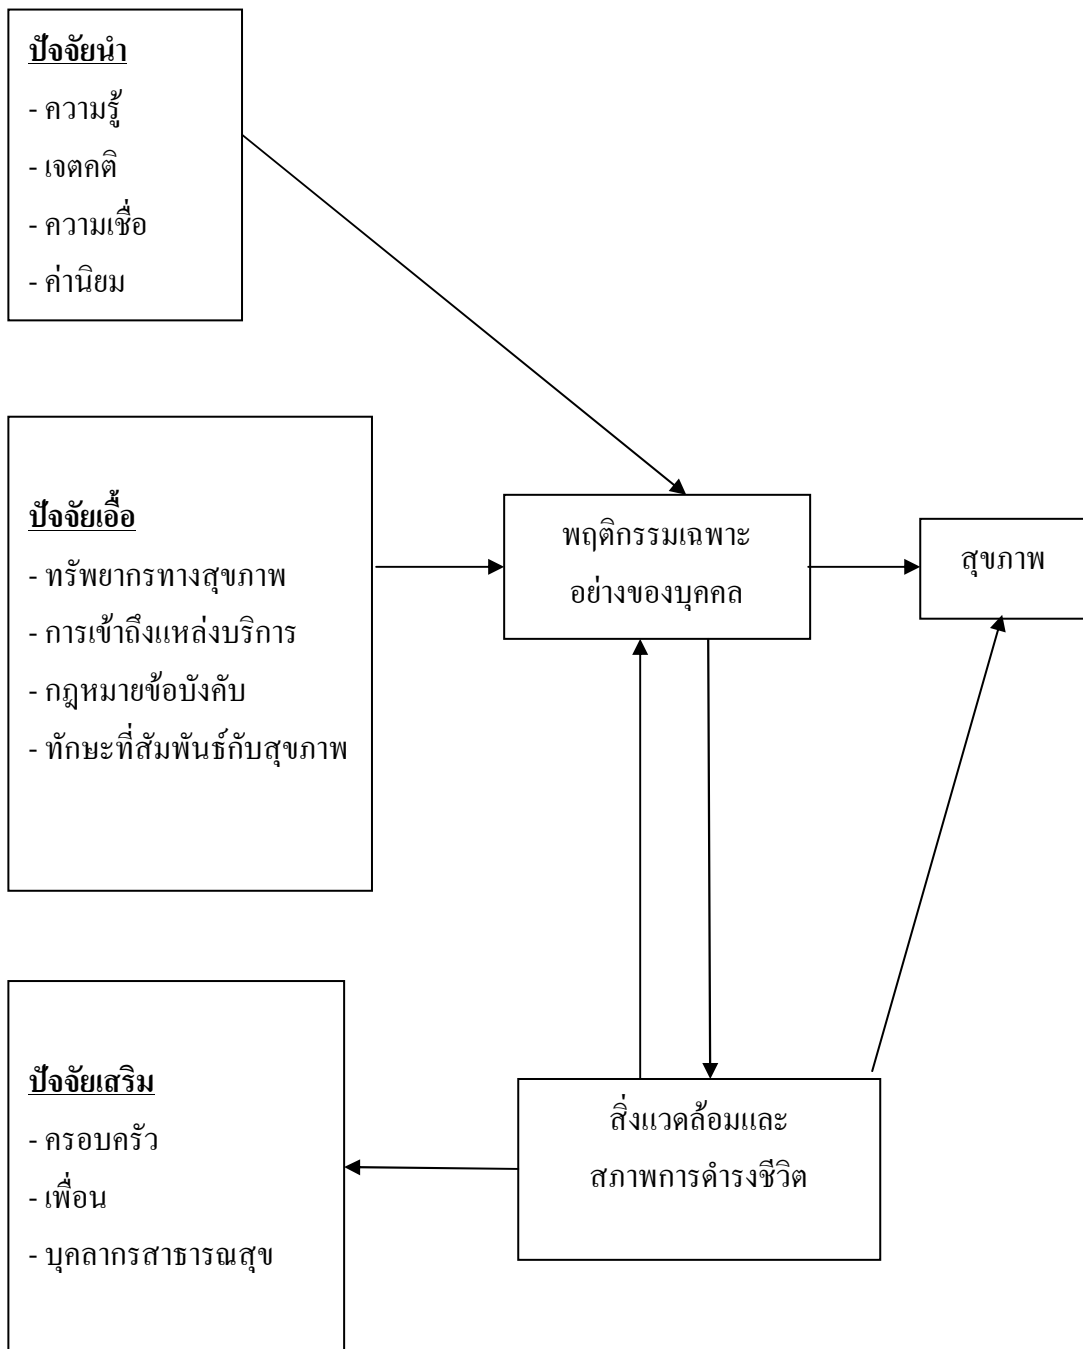 ปัจจัยนำ
- ความรู้
- เจตคติ
- ความเชื่อ
- ค่านิยม
ปัจจัยเอื้อ
- ทรัพยากรทางสุขภาพ
- การเข้าถึงแหล่งบริการ
- กฎหมายข้อบังคับ
- ทักษะที่สัมพันธ์กับสุขภาพ
พฤติกรรมเฉพาะ
อย่างของบุคคล
สุขภาพ
ปัจจัยเสริม
- ครอบครัว
- เพื่อน
- บุคลากรสาธารณสุข
สิ่งแวดล้อมและ
สภาพการดำรงชีวิต